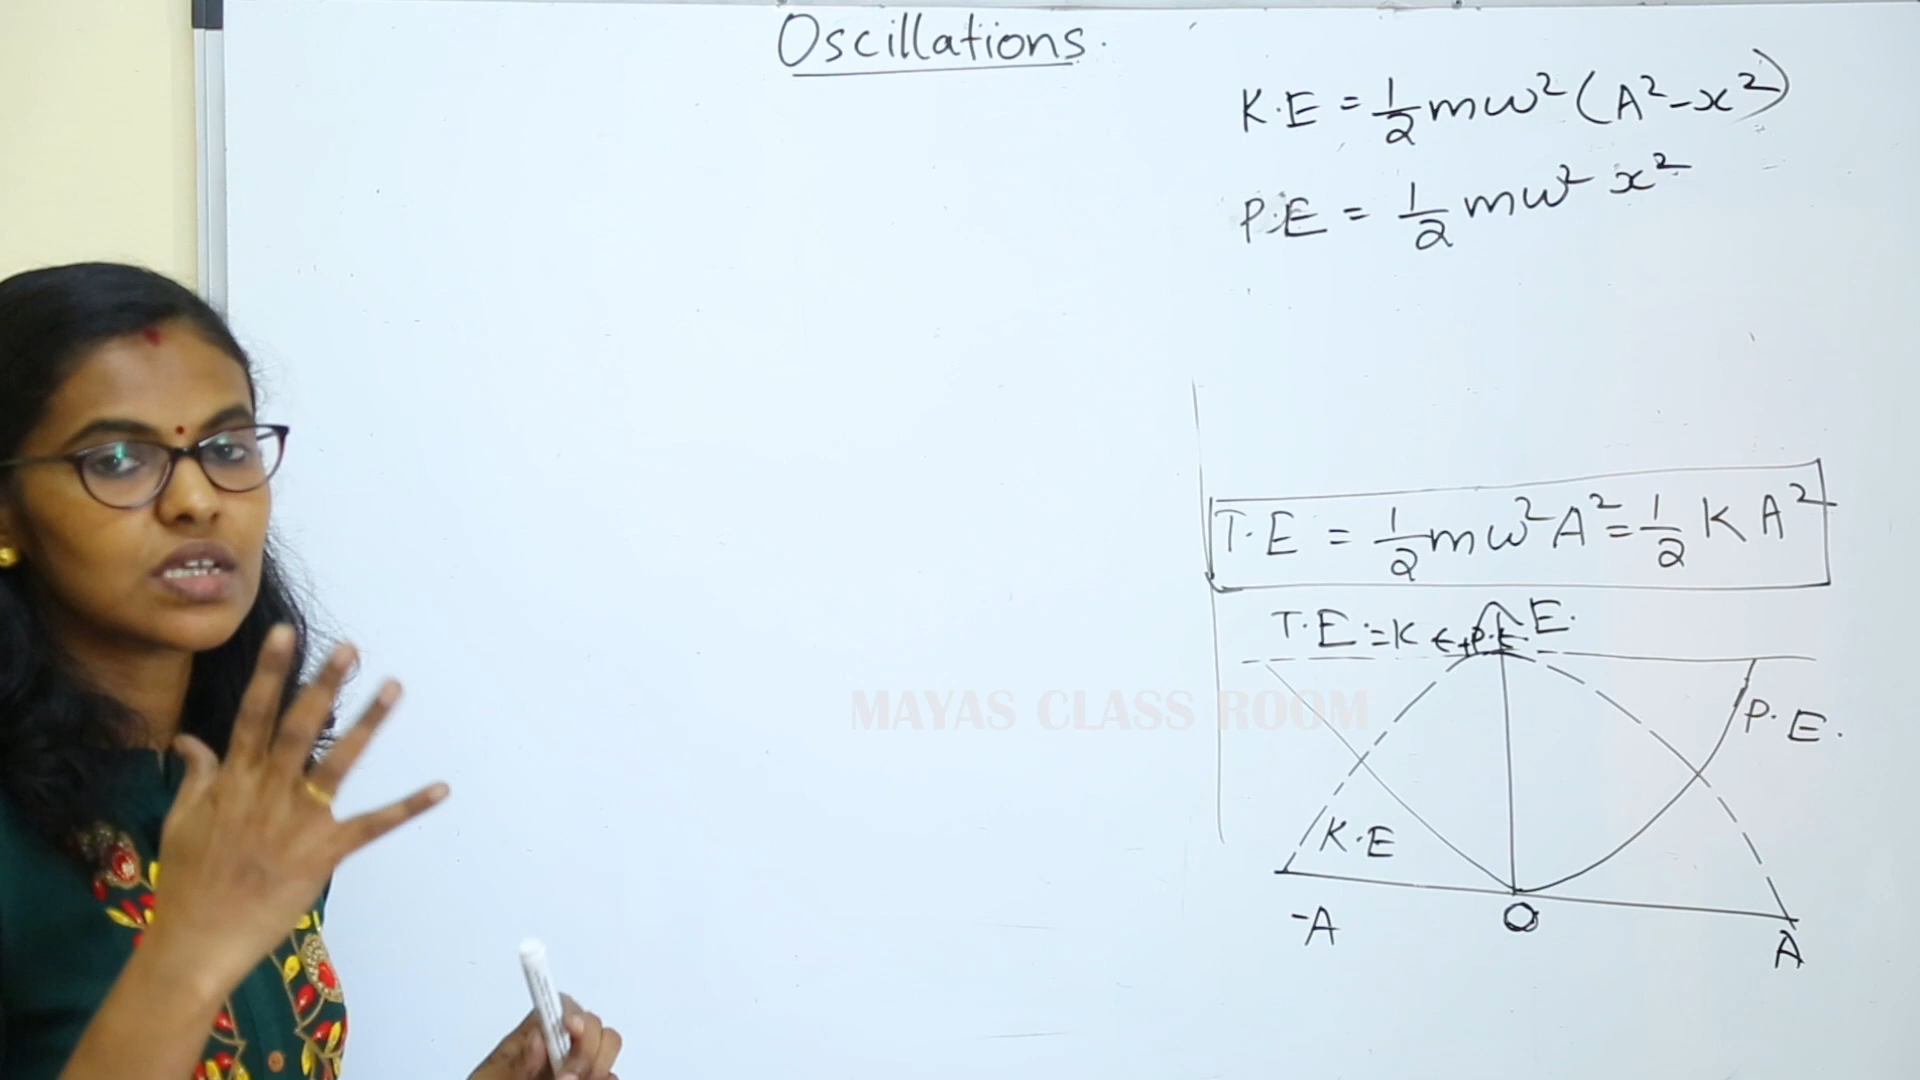 Oscillations.
K.E = 1/2 mω² (A² - x²)
P.E = 1/2 mω² x²
T.E = 1/2 mω² A² = 1/2 K A²
T.E = K E + P.E
E.
MAYAS CLASS ROOM
P.E.
K.E
-A
O
A